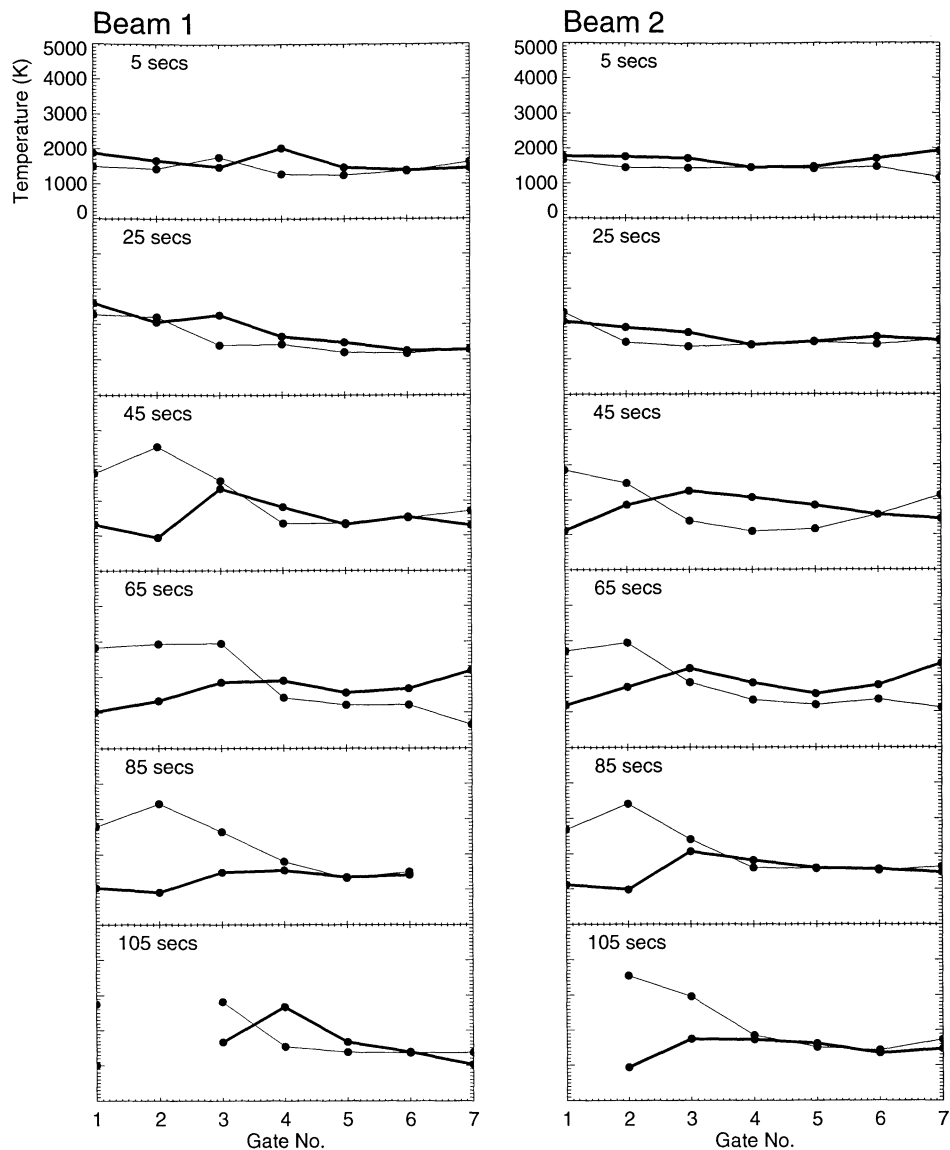 Beam 1
Beam 2
Temperature (K)
5000
4000
3000
2000
1000
0
5 secs
5000
4000
3000
2000
1000
0
5 secs
25 secs
25 secs
45 secs
45 secs
65 secs
65 secs
85 secs
85 secs
105 secs
105 secs
1 2 3 4 5 6 7
Gate No.
1 2 3 4 5 6 7
Gate No.